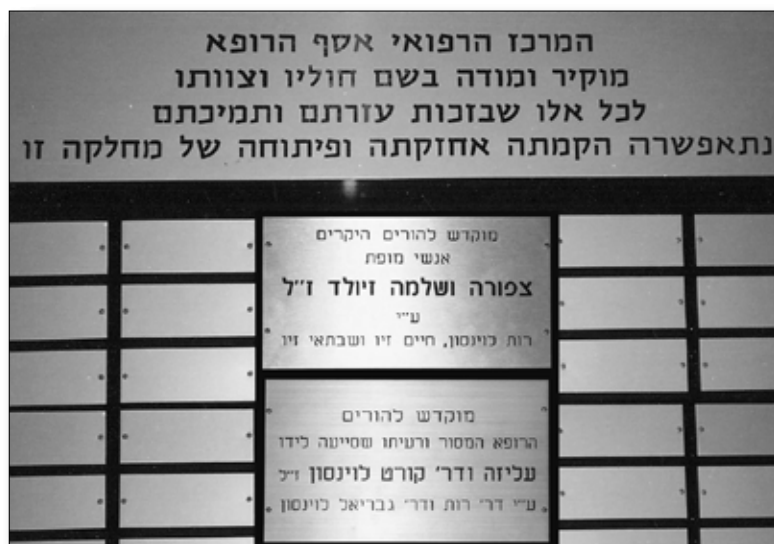 המרכז הרפואי אסף הרופא
מוקיר ומודה בשם חוליו וצוותו
לכל אלו שבזכות עזרתם ותמיכתם
נתאפשרה הקמתה אחזקתה ופיתוחה של מחלקה זו
מוקדש להורים היקרים
אנשי מופת
צפורה ושלמה זיולד ז"ל
ע"י
רות לוינסון, חיים זיו ושבתאי זיו
מוקדש להורים
הרופא המסור ורעיתו שסייעה לידו
עליזה ודר' קורט לוינסון ז"ל
ע"י דר' רות ודר' גבריאל לוינסון